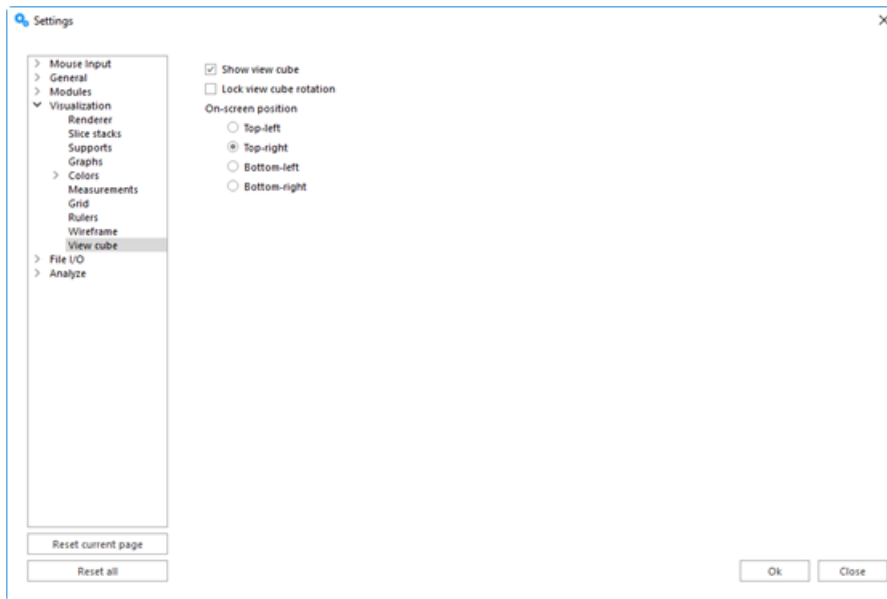 Settings
Mouse Input
General
Modules
Visualization
Renderer
Slice stacks
Supports
Graphs
Colors
Measurements
Grid
Rulers
Wireframe
View cube
File I/O
Analyze
Show view cube
Lock view cube rotation
On-screen position
Top-left
Top-right
Bottom-left
Bottom-right
Reset current page
Reset all
Ok
Close